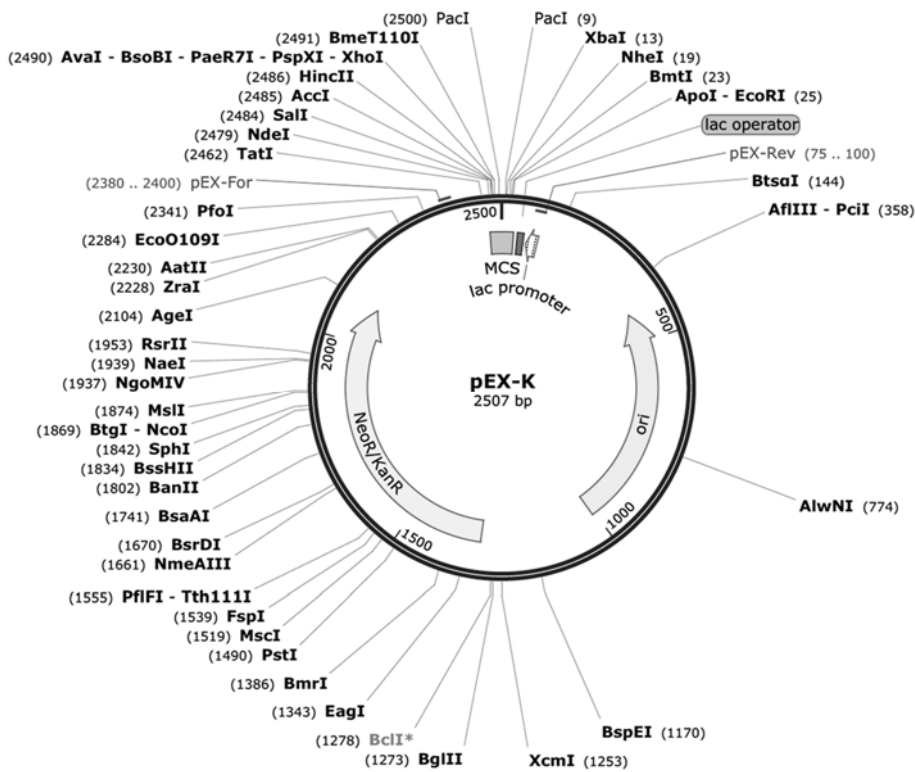 (2500) PacI
(2491) BmeT110I
(2490) AvaI - BsoBI - PaeR7I - PspXI - XhoI
(2486) HincII
(2485) AccI
(2484) SalI
(2479) NdeI
(2462) TatI
(2380 .. 2400) pEX-For
(2341) PfoI
(2284) EcoO109I
(2230) AatII
(2228) ZraI
(2104) AgeI
(1953) RsrII
(1939) NaeI
(1937) NgoMIV
(1874) MslI
(1869) BtgI - NcoI
(1842) SphI
(1834) BssHII
(1802) BanII
(1741) BsaAI
(1670) BsrDI
(1661) NmeAIII
(1555) PflFI - Tth111I
(1539) FspI
(1519) MscI
(1490) PstI
(1386) BmrI
(1343) EagI
(1278) BclI*
(1273) BglII
PacI (9)
XbaI (13)
NheI (19)
BmtI (23)
ApoI - EcoRI (25)
lac operator
pEX-Rev (75 .. 100)
BtsαI (144)
AflIII - PciI (358)
AlwNI (774)
BspEI (1170)
XcmI (1253)
2500
MCS
lac promoter
500
2000
pEX-K
2507 bp
NeoR/KanR
ori
1500
1000